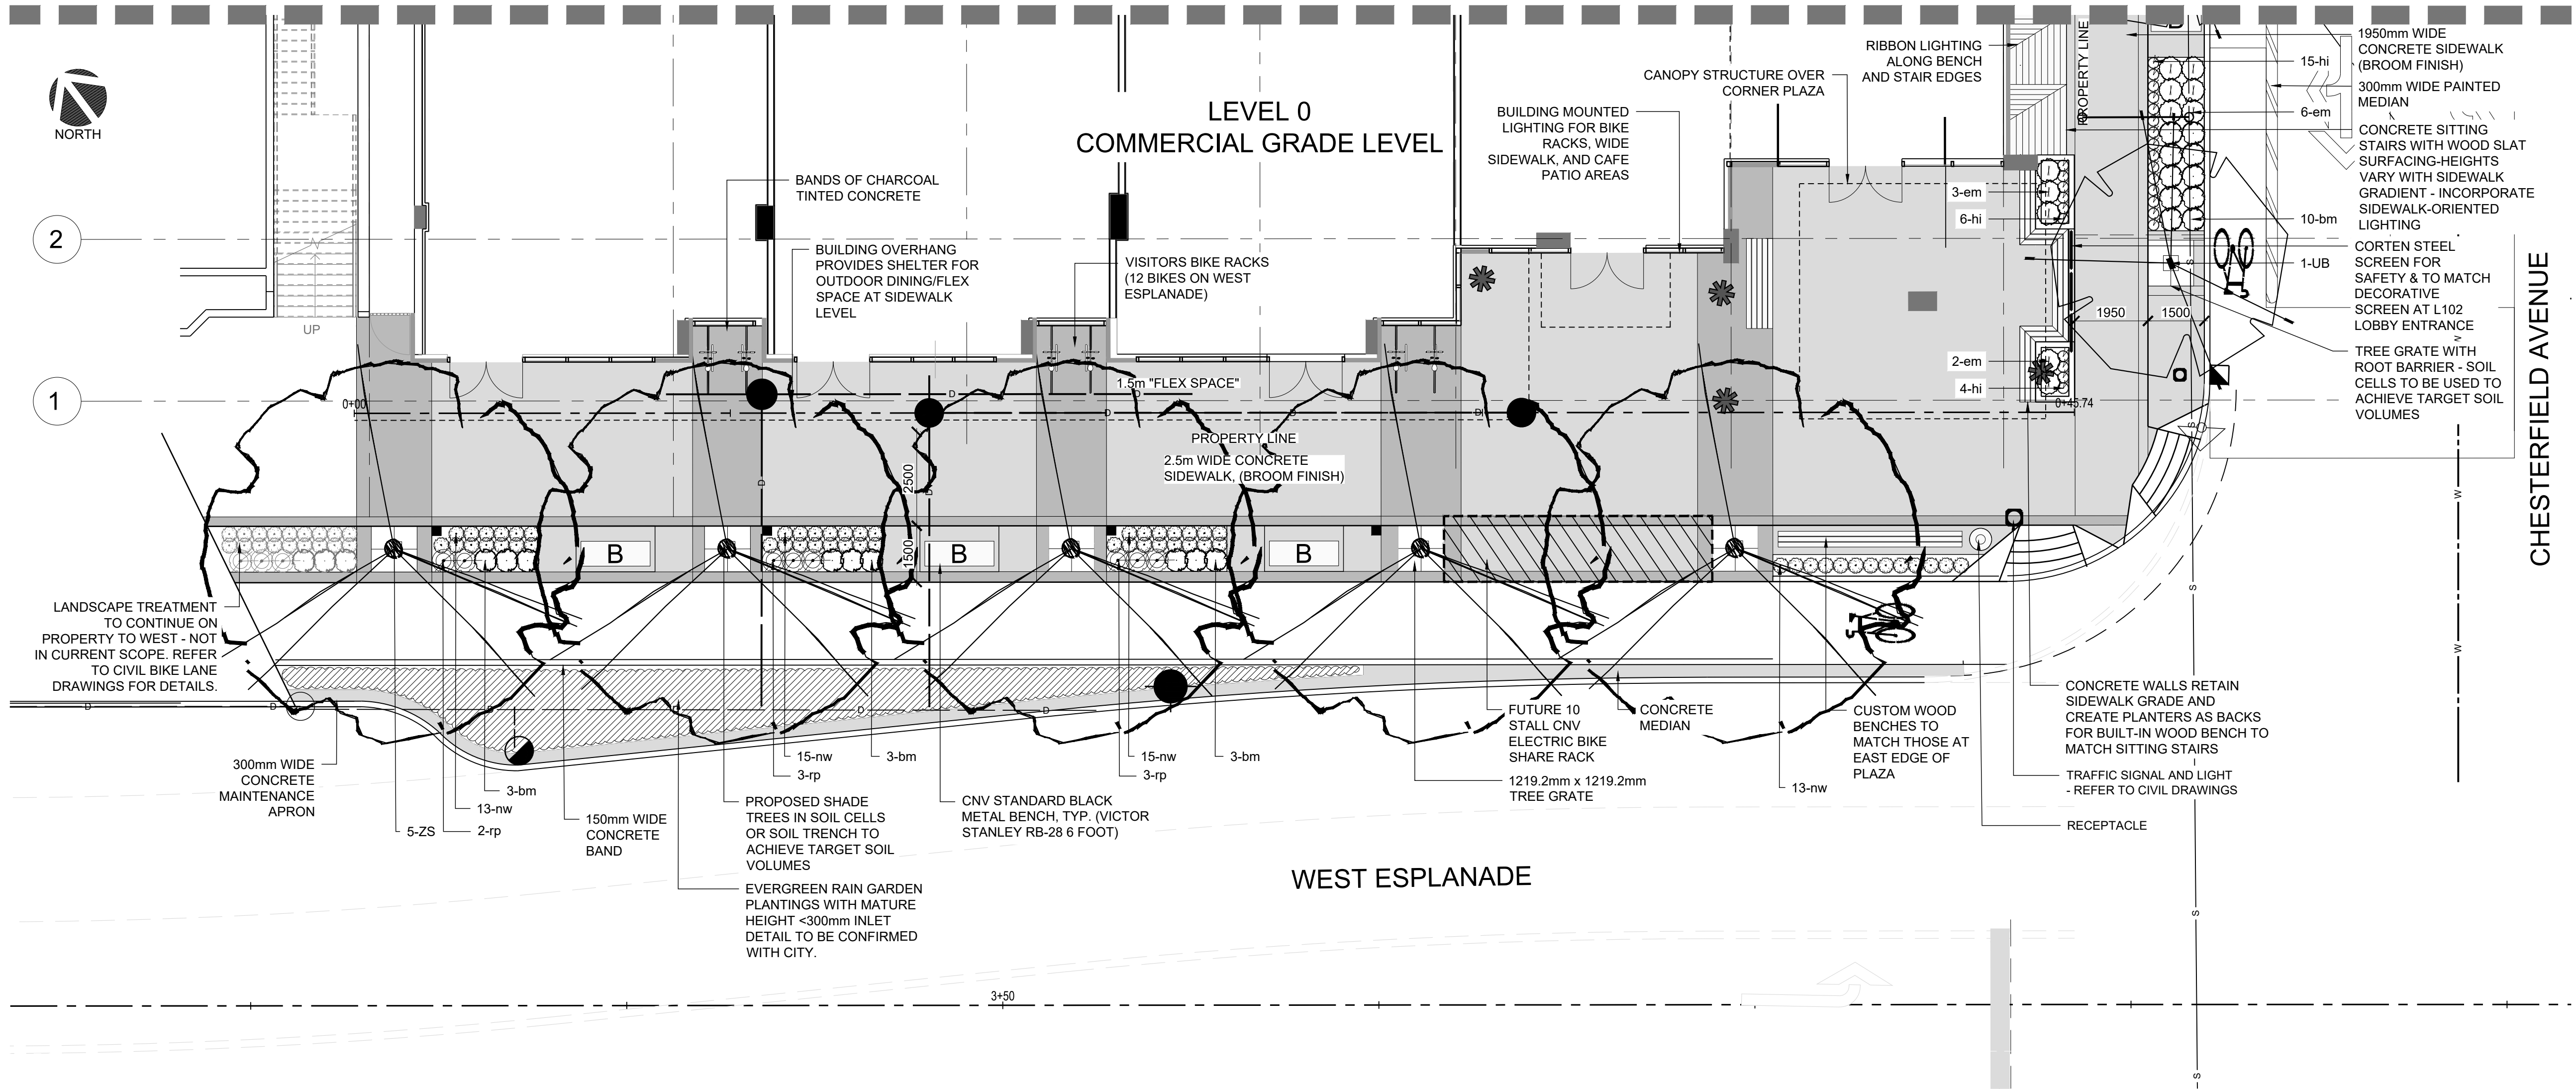 NORTH
2
1
UP
LEVEL 0
COMMERCIAL GRADE LEVEL
BANDS OF CHARCOAL
TINTED CONCRETE
BUILDING OVERHANG
PROVIDES SHELTER FOR
OUTDOOR DINING/FLEX
SPACE AT SIDEWALK
LEVEL
VISITORS BIKE RACKS
(12 BIKES ON WEST
ESPLANADE)
BUILDING MOUNTED
LIGHTING FOR BIKE
RACKS, WIDE
SIDEWALK, AND CAFE
PATIO AREAS
CANOPY STRUCTURE OVER
CORNER PLAZA
RIBBON LIGHTING
ALONG BENCH
AND STAIR EDGES
PROPERTY LINE
3-em
6-hi
2-em
4-hi
1950mm WIDE
CONCRETE SIDEWALK
(BROOM FINISH)
15-hi
300mm WIDE PAINTED
MEDIAN
6-em
CONCRETE SITTING
STAIRS WITH WOOD SLAT
SURFACING-HEIGHTS
VARY WITH SIDEWALK
GRADIENT - INCORPORATE
SIDEWALK-ORIENTED
LIGHTING
10-bm
CORTEN STEEL
SCREEN FOR
SAFETY & TO MATCH
DECORATIVE
SCREEN AT L102
LOBBY ENTRANCE
1-UB
TREE GRATE WITH
ROOT BARRIER - SOIL
CELLS TO BE USED TO
ACHIEVE TARGET SOIL
VOLUMES
1950
1500
CHESTERFIELD AVENUE
0+00
0+45.74
1.5m "FLEX SPACE"
PROPERTY LINE
2.5m WIDE CONCRETE
SIDEWALK, (BROOM FINISH)
2500
1500
B
B
B
LANDSCAPE TREATMENT
TO CONTINUE ON
PROPERTY TO WEST - NOT
IN CURRENT SCOPE. REFER
TO CIVIL BIKE LANE
DRAWINGS FOR DETAILS.
300mm WIDE
CONCRETE
MAINTENANCE
APRON
3-bm
13-nw
5-ZS
2-rp
150mm WIDE
CONCRETE
BAND
PROPOSED SHADE
TREES IN SOIL CELLS
OR SOIL TRENCH TO
ACHIEVE TARGET SOIL
VOLUMES
EVERGREEN RAIN GARDEN
PLANTINGS WITH MATURE
HEIGHT <300mm INLET
DETAIL TO BE CONFIRMED
WITH CITY.
15-nw
3-rp
3-bm
CNV STANDARD BLACK
METAL BENCH, TYP. (VICTOR
STANLEY RB-28 6 FOOT)
15-nw
3-rp
3-bm
FUTURE 10
STALL CNV
ELECTRIC BIKE
SHARE RACK
1219.2mm x 1219.2mm
TREE GRATE
CONCRETE
MEDIAN
13-nw
CUSTOM WOOD
BENCHES TO
MATCH THOSE AT
EAST EDGE OF
PLAZA
CONCRETE WALLS RETAIN
SIDEWALK GRADE AND
CREATE PLANTERS AS BACKS
FOR BUILT-IN WOOD BENCH TO
MATCH SITTING STAIRS
TRAFFIC SIGNAL AND LIGHT
- REFER TO CIVIL DRAWINGS
RECEPTACLE
WEST ESPLANADE
3+50